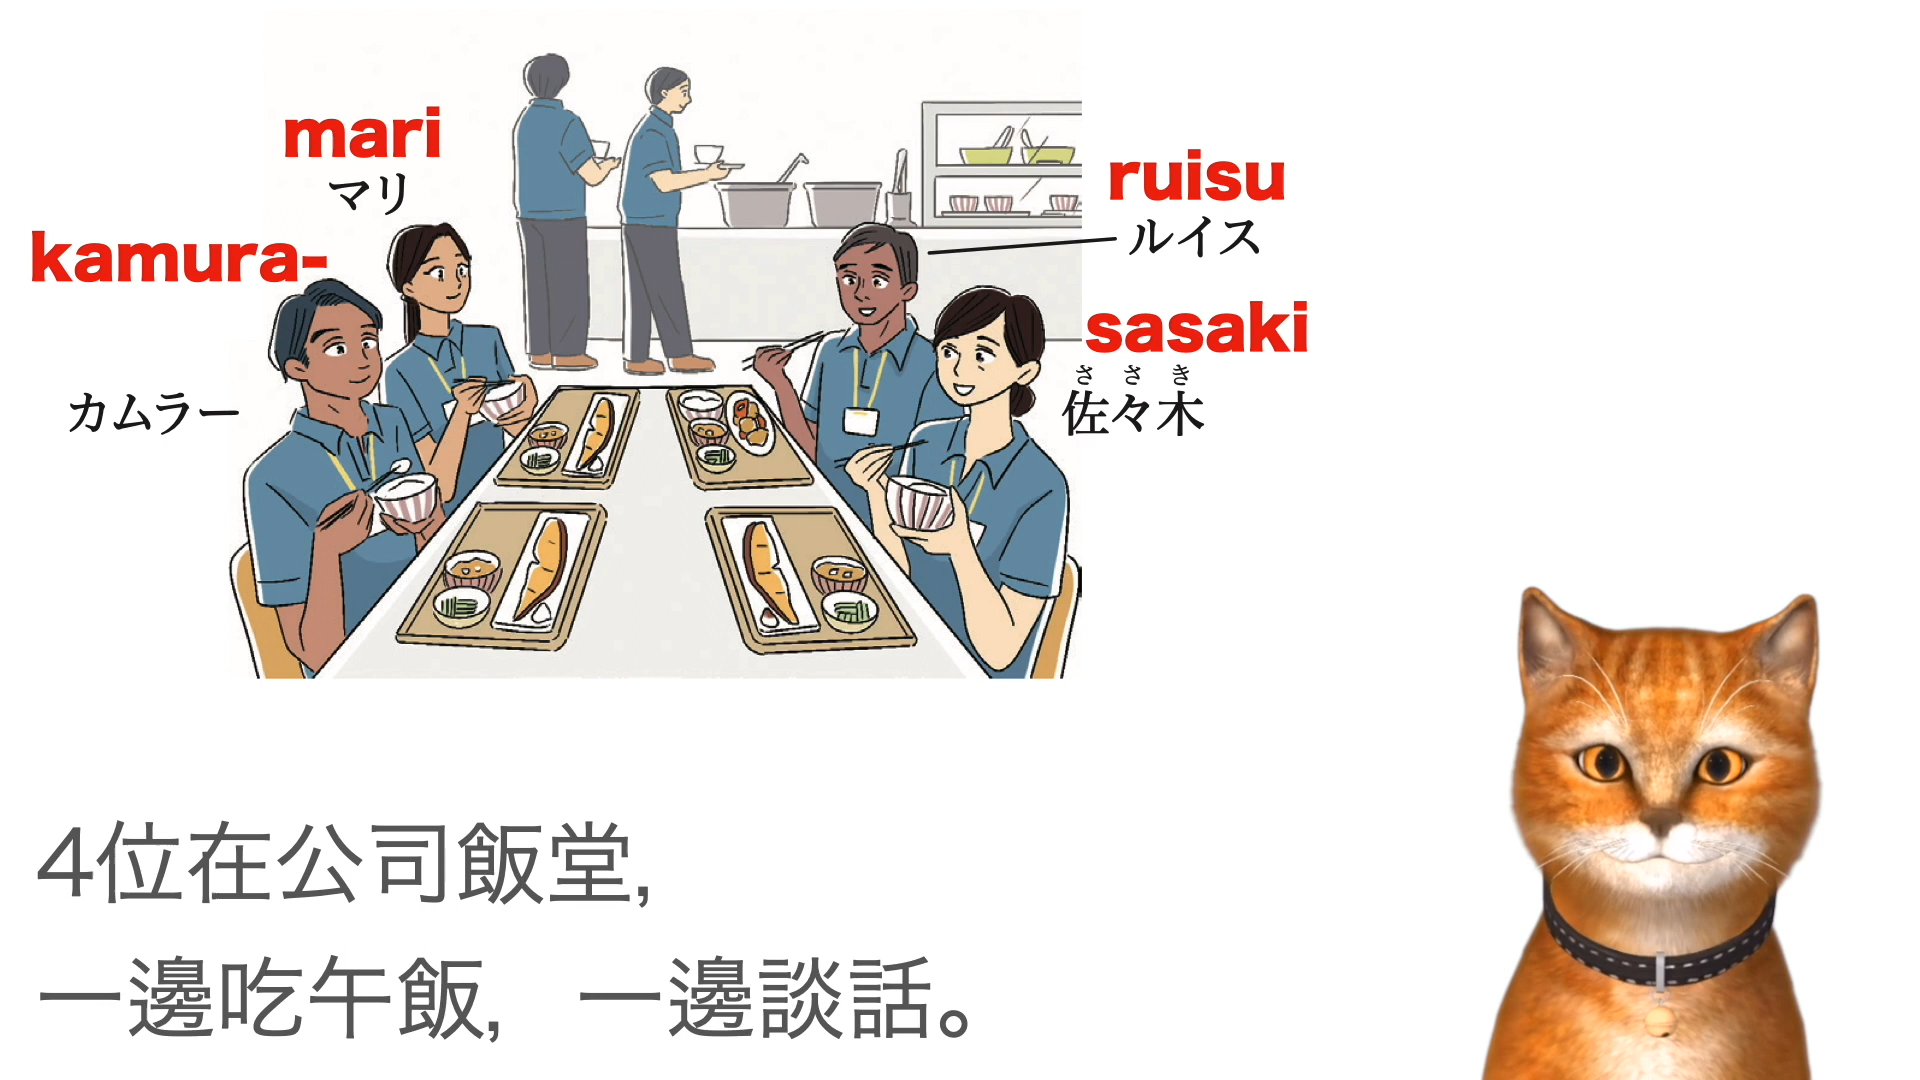 mari
マリ
kamura-
カムラー
ruisu
ルイス
sasaki
さ さ き
佐々木
4位在公司飯堂,
一邊吃午飯, 一邊談話。